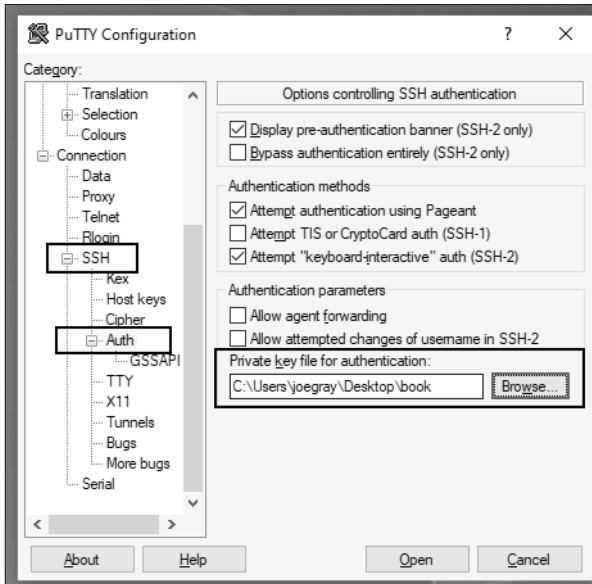 PuTTY Configuration
?
Category:
Translation
Selection
Colours
Connection
Data
Proxy
Telnet
Rlogin
SSH
Kex
Host keys
Cipher
Auth
GSSAPI
TTY
X11
Tunnels
Bugs
More bugs
Serial
Options controlling SSH authentication
Display pre-authentication banner (SSH-2 only)
Bypass authentication entirely (SSH-2 only)
Authentication methods
Attempt authentication using Pageant
Attempt TIS or CryptoCard auth (SSH-1)
Attempt "keyboard-interactive" auth (SSH-2)
Authentication parameters
Allow agent forwarding
Allow attempted changes of username in SSH-2
Private key file for authentication:
C:\Users\joegray\Desktop\book
Browse...
About
Help
Open
Cancel